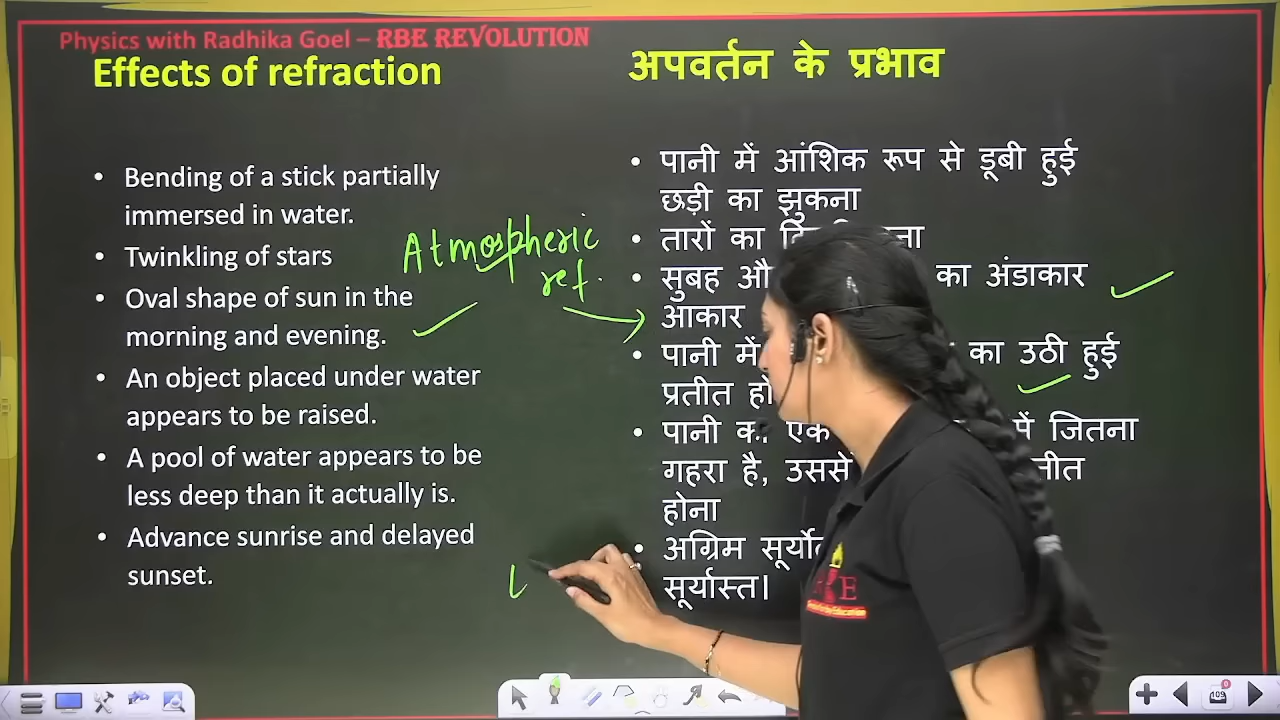 Physics with Radhika Goel – RBE REVOLUTION
Effects of refraction
• Bending of a stick partially
immersed in water.
• Twinkling of stars
• Oval shape of sun in the
morning and evening.
• An object placed under water
appears to be raised.
• A pool of water appears to be
less deep than it actually is.
• Advance sunrise and delayed
sunset.
Atmospheric
ref.
अपवर्तन के प्रभाव
• पानी में आंशिक रूप से डूबी हुई
छड़ी का झुकना
• तारों का
• सुबह का अंडाकार
आकार
• पानी में का उठी हुई
प्रतीत
• पानी का एक में जितना
गहरा है, उससे
होना
• अग्रिम
सूर्यास्त।
109